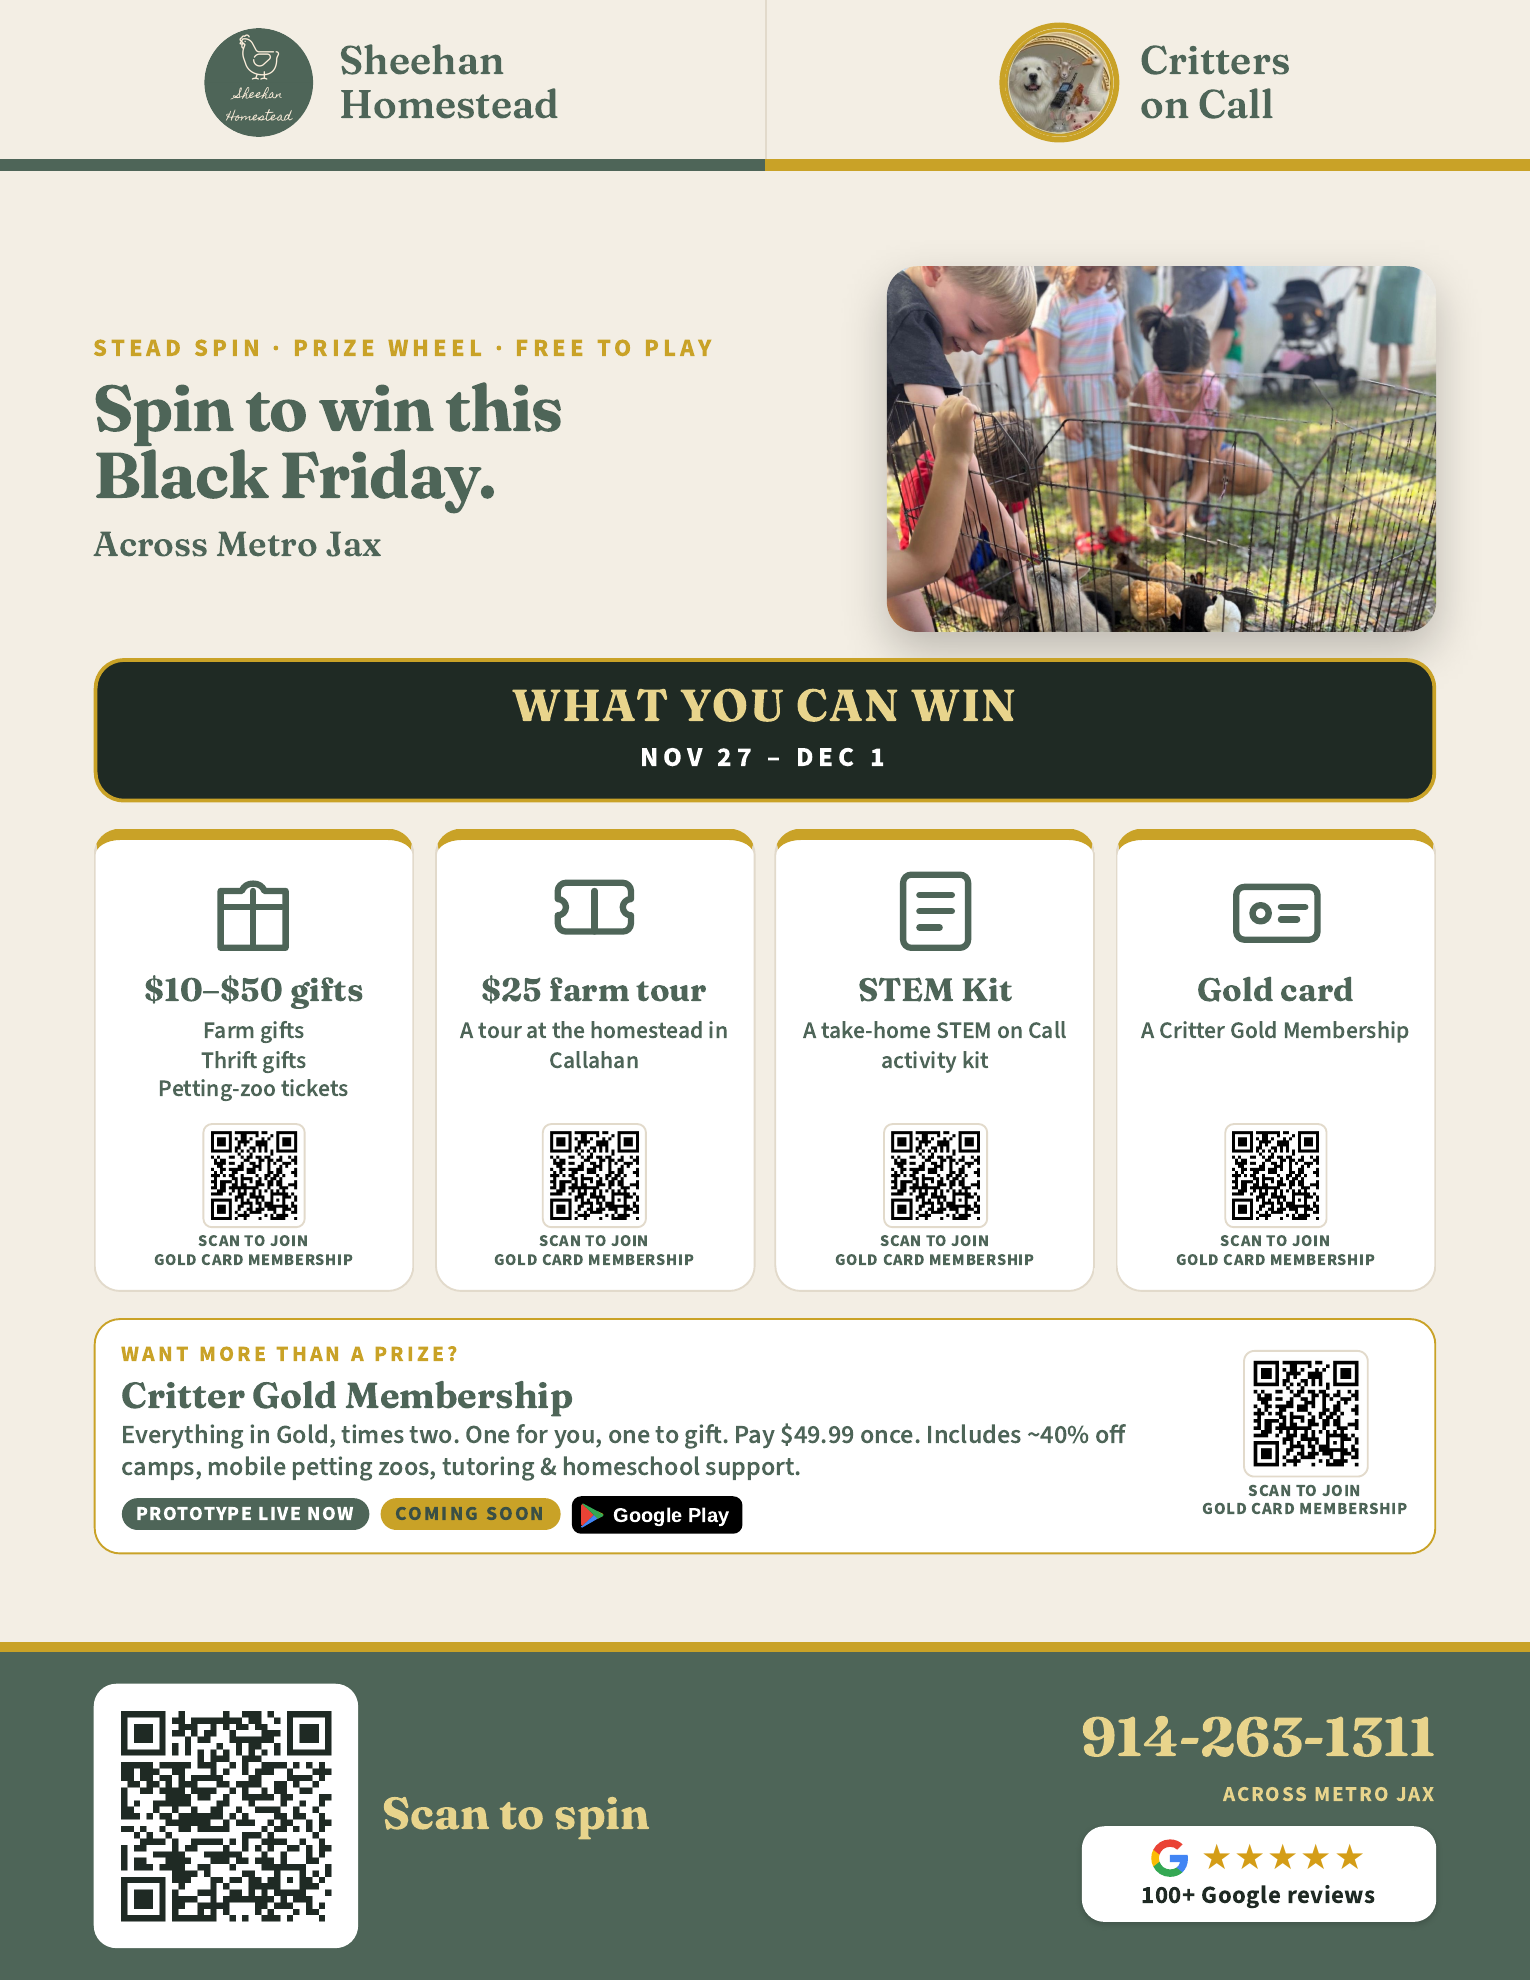 Sheehan
Homestead
Sheehan
Homestead
Critters
on Call
STEAD SPIN · PRIZE WHEEL · FREE TO PLAY
Spin to win this
Black Friday.
Across Metro Jax
WHAT YOU CAN WIN
NOV 27 – DEC 1
$10–$50 gifts
Farm gifts
Thrift gifts
Petting-zoo tickets
SCAN TO JOIN
GOLD CARD MEMBERSHIP
$25 farm tour
A tour at the homestead in
Callahan
SCAN TO JOIN
GOLD CARD MEMBERSHIP
STEM Kit
A take-home STEM on Call
activity kit
SCAN TO JOIN
GOLD CARD MEMBERSHIP
Gold card
A Critter Gold Membership
SCAN TO JOIN
GOLD CARD MEMBERSHIP
WANT MORE THAN A PRIZE?
Critter Gold Membership
Everything in Gold, times two. One for you, one to gift. Pay $49.99 once. Includes ~40% off
camps, mobile petting zoos, tutoring & homeschool support.
PROTOTYPE LIVE NOW COMING SOON Google Play
SCAN TO JOIN
GOLD CARD MEMBERSHIP
Scan to spin
914-263-1311
ACROSS METRO JAX
100+ Google reviews